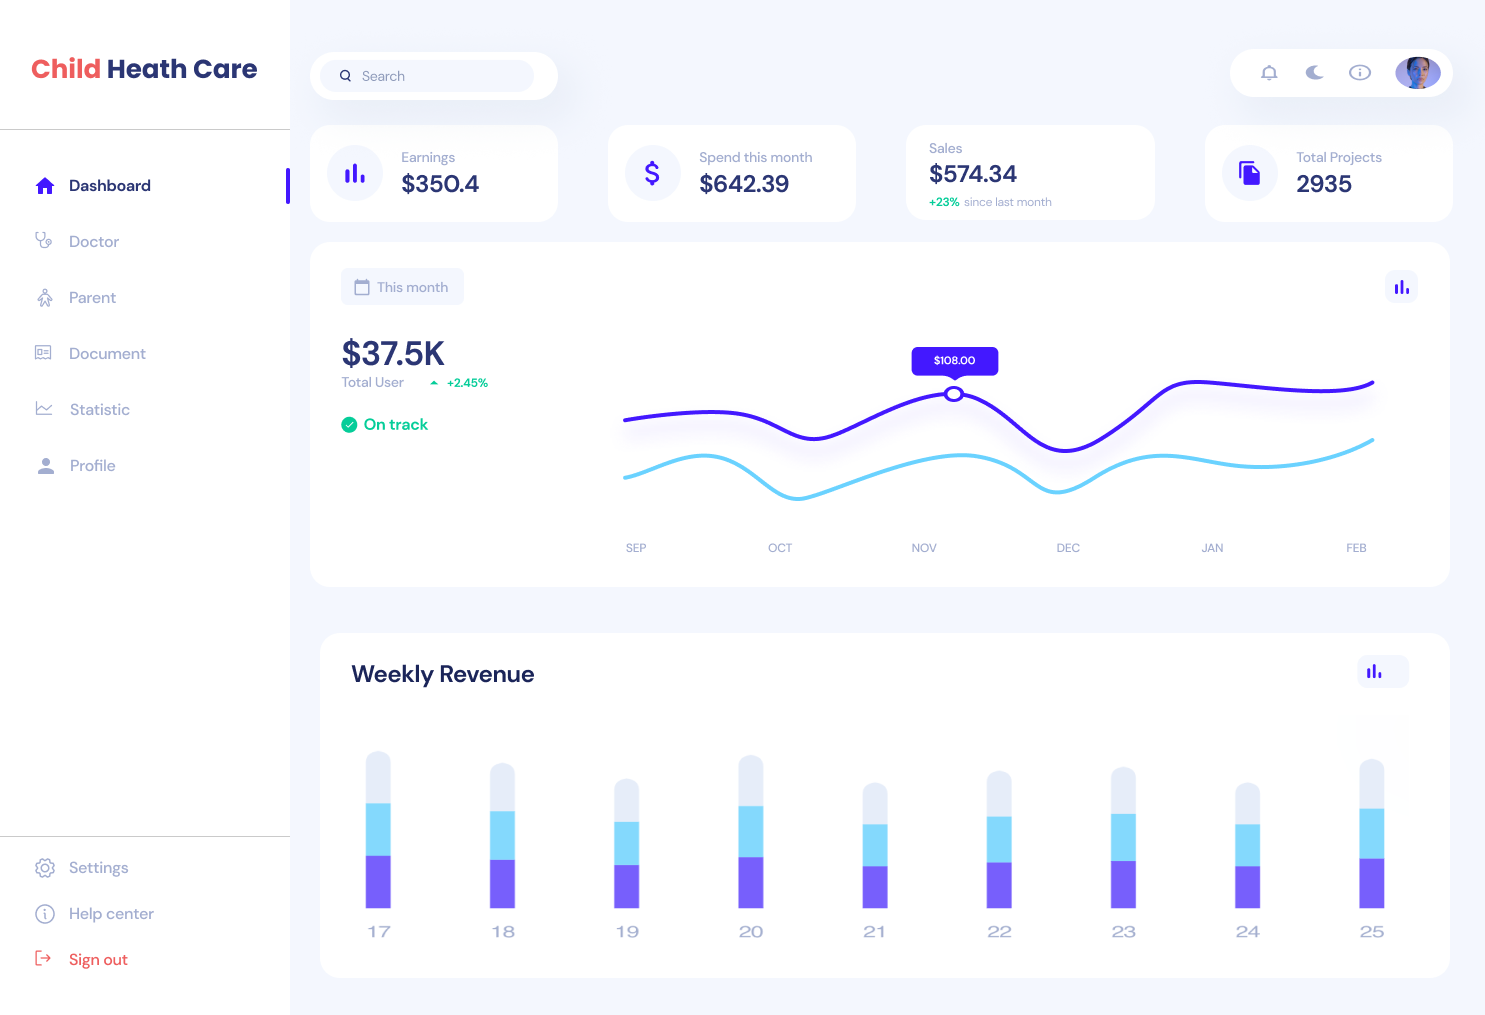 Child Heath Care
Dashboard
Doctor
Parent
Document
Statistic
Profile
Settings
Help center
Sign out
Search
Earnings
$350.4
Spend this month
$642.39
Sales
$574.34
+23% since last month
Total Projects
2935
This month
$37.5K
Total User +2.45%
On track
$108.00
SEP OCT NOV DEC JAN FEB
Weekly Revenue
17 18 19 20 21 22 23 24 25